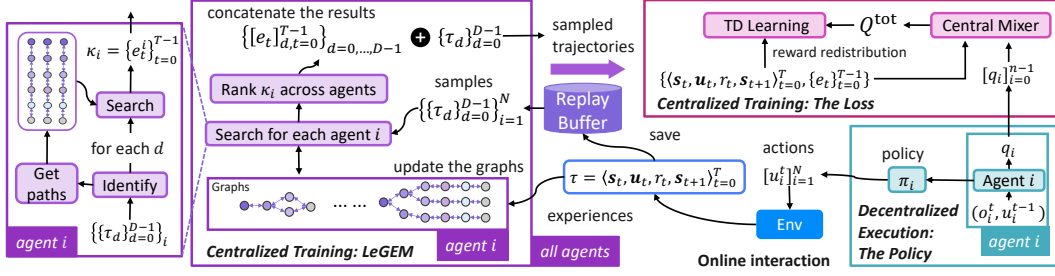 κ_i = {e_t^i}_{t=0}^{T-1}
Search
for each d
Get
paths
Identify
{{τ_d}_{d=0}^{D-1}}_i
agent i
concatenate the results
{[e_t]_{d,t=0}^{T-1}}_{d=0,...,D-1} + {τ_d}_{d=0}^{D-1}
Rank κ_i across agents
Search for each agent i
samples
{{τ_d}_{d=0}^{D-1}}_{i=1}^N
update the graphs
Graphs
... ...
Centralized Training: LeGEM
agent i
all agents
sampled
trajectories
Replay
Buffer
save
τ = ⟨s_t, u_t, r_t, s_{t+1}⟩_{t=0}^T
experiences
TD Learning
Q^tot
Central Mixer
reward redistribution
{⟨s_t, u_t, r_t, s_{t+1}⟩_{t=0}^T, {e_t}_{t=0}^{T-1}}
Centralized Training: The Loss
[q_i]_{i=0}^{n-1}
actions
[u_i^t]_{i=1}^N
Env
Online interaction
policy
π_i
q_i
Agent i
(o_i^t, u_i^{t-1})
Decentralized
Execution:
The Policy
agent i